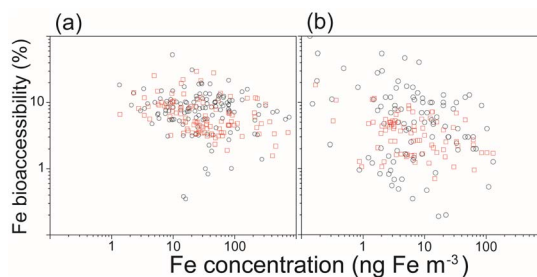 (a)
(b)
Fe bioaccessibility (%)
10
1
1 10 100
1 10 100
Fe concentration (ng Fe m⁻³)